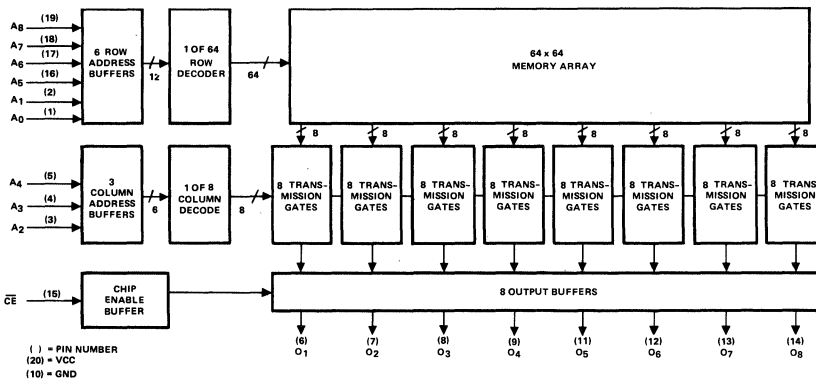 A8 (19)
A7 (18)
A6 (17)
A5 (16)
A1 (2)
A0 (1)
6 ROW
ADDRESS
BUFFERS
12
1 OF 64
ROW
DECODER
64
64 x 64
MEMORY ARRAY
8 8 8 8 8 8 8 8
A4 (5)
A3 (4)
A2 (3)
3
COLUMN
ADDRESS
BUFFERS
6
1 OF 8
COLUMN
DECODE
8
8 TRANS-
MISSION
GATES
8 TRANS-
MISSION
GATES
8 TRANS-
MISSION
GATES
8 TRANS-
MISSION
GATES
8 TRANS-
MISSION
GATES
8 TRANS-
MISSION
GATES
8 TRANS-
MISSION
GATES
8 TRANS-
MISSION
GATES
CE (15)
CHIP
ENABLE
BUFFER
8 OUTPUT BUFFERS
(6) (7) (8) (9) (11) (12) (13) (14)
O1 O2 O3 O4 O5 O6 O7 O8
( ) = PIN NUMBER
(20) = VCC
(10) = GND